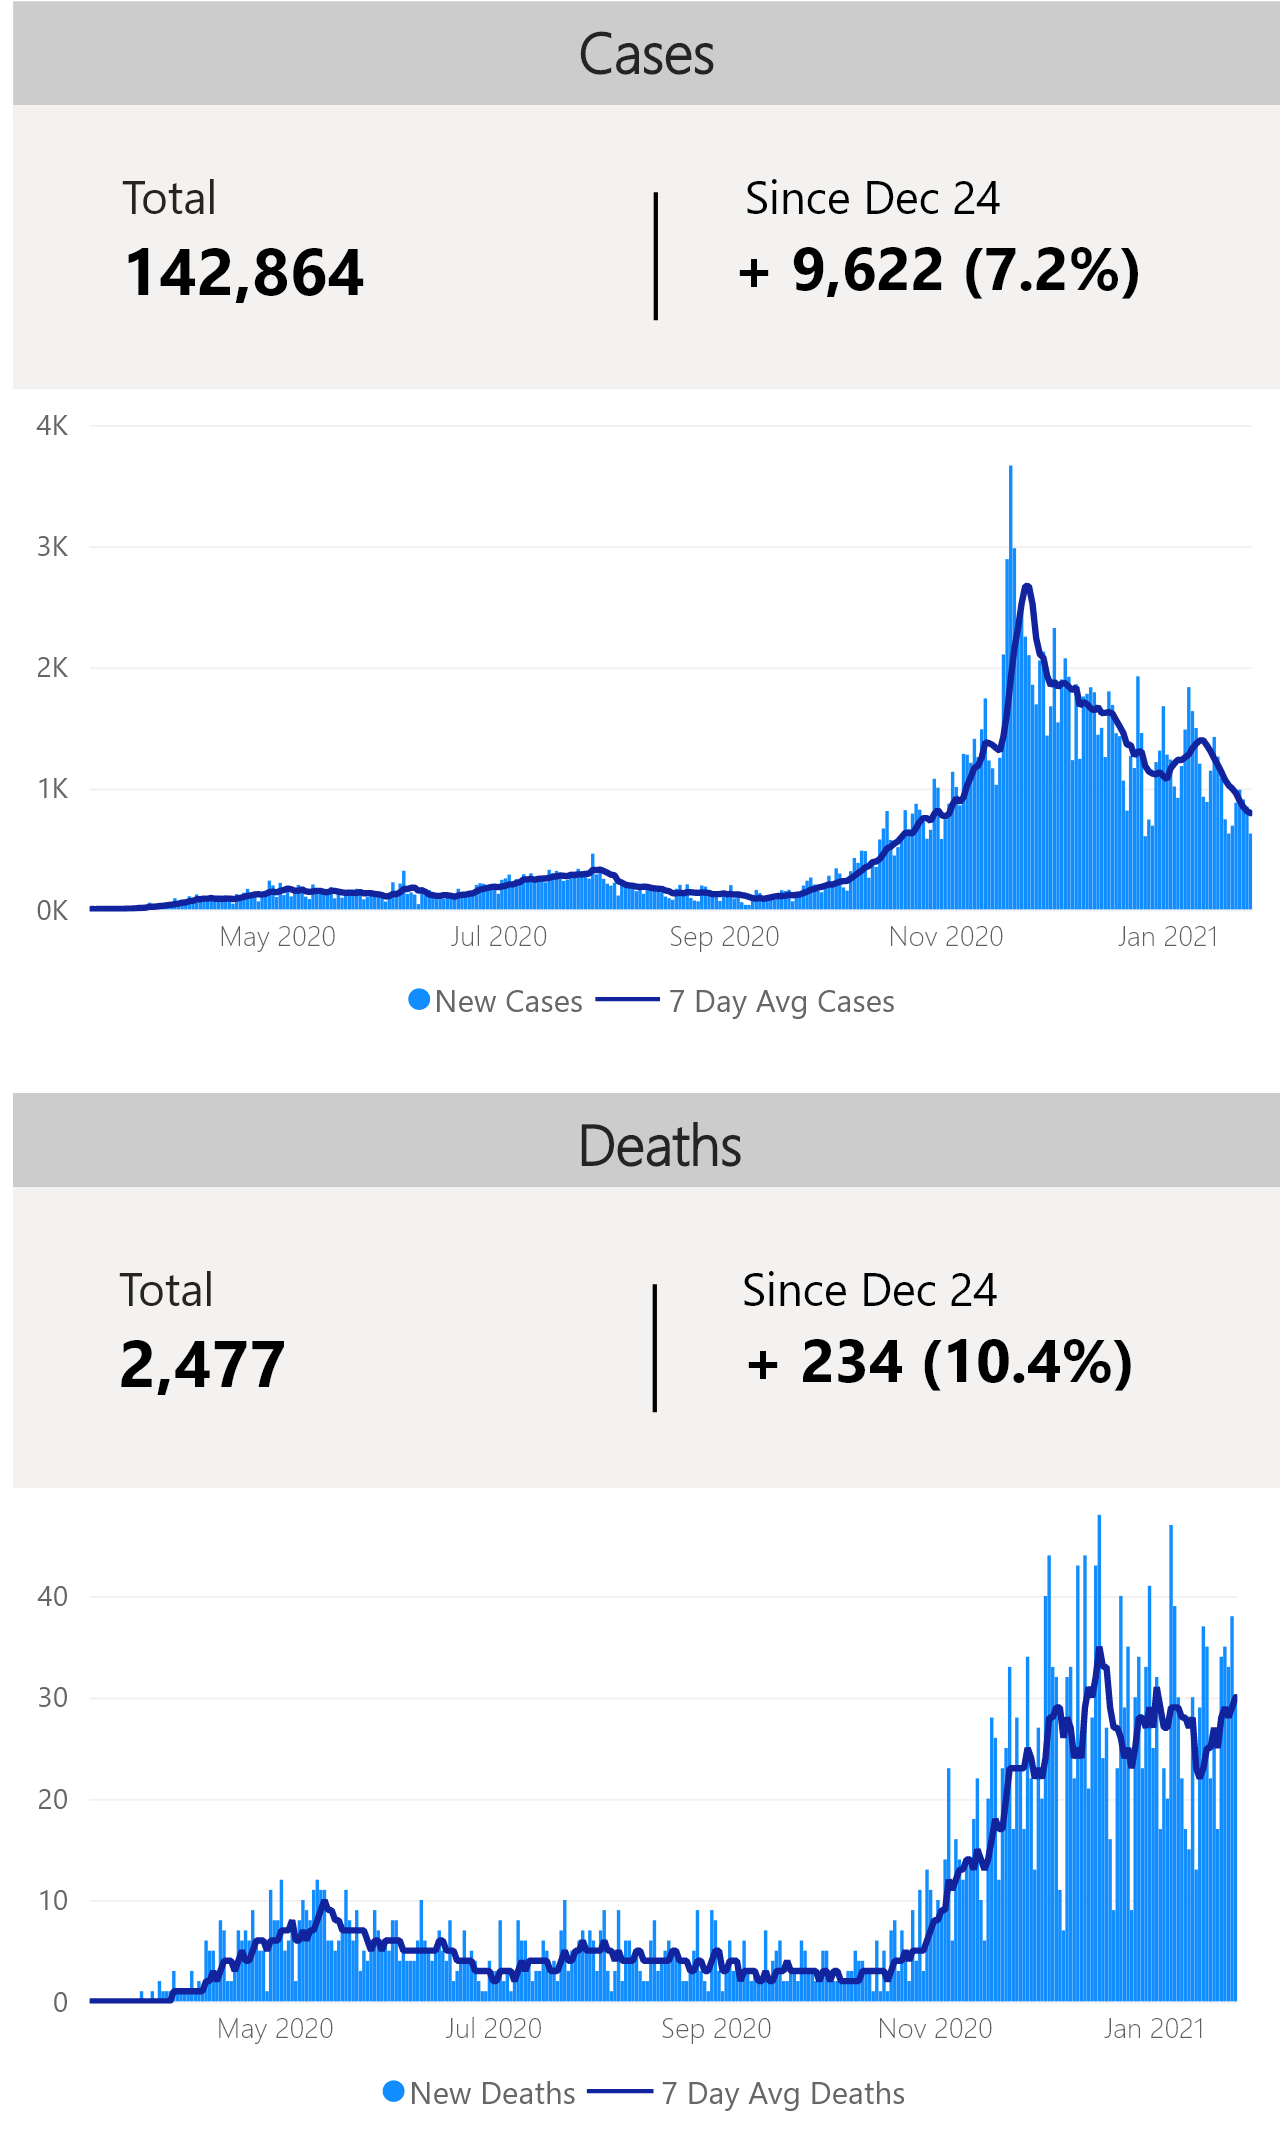 Cases
Total
Since Dec 24
142,864
+ 9,622 (7.2%)
4K
3K
2K
1K
0K
May 2020
Jul 2020
Sep 2020
Nov 2020
Jan 2021
New Cases
7 Day Avg Cases
Deaths
Total
Since Dec 24
2,477
+ 234 (10.4%)
40
30
20
10
0
May 2020
Jul 2020
Sep 2020
Nov 2020
Jan 2021
New Deaths
7 Day Avg Deaths